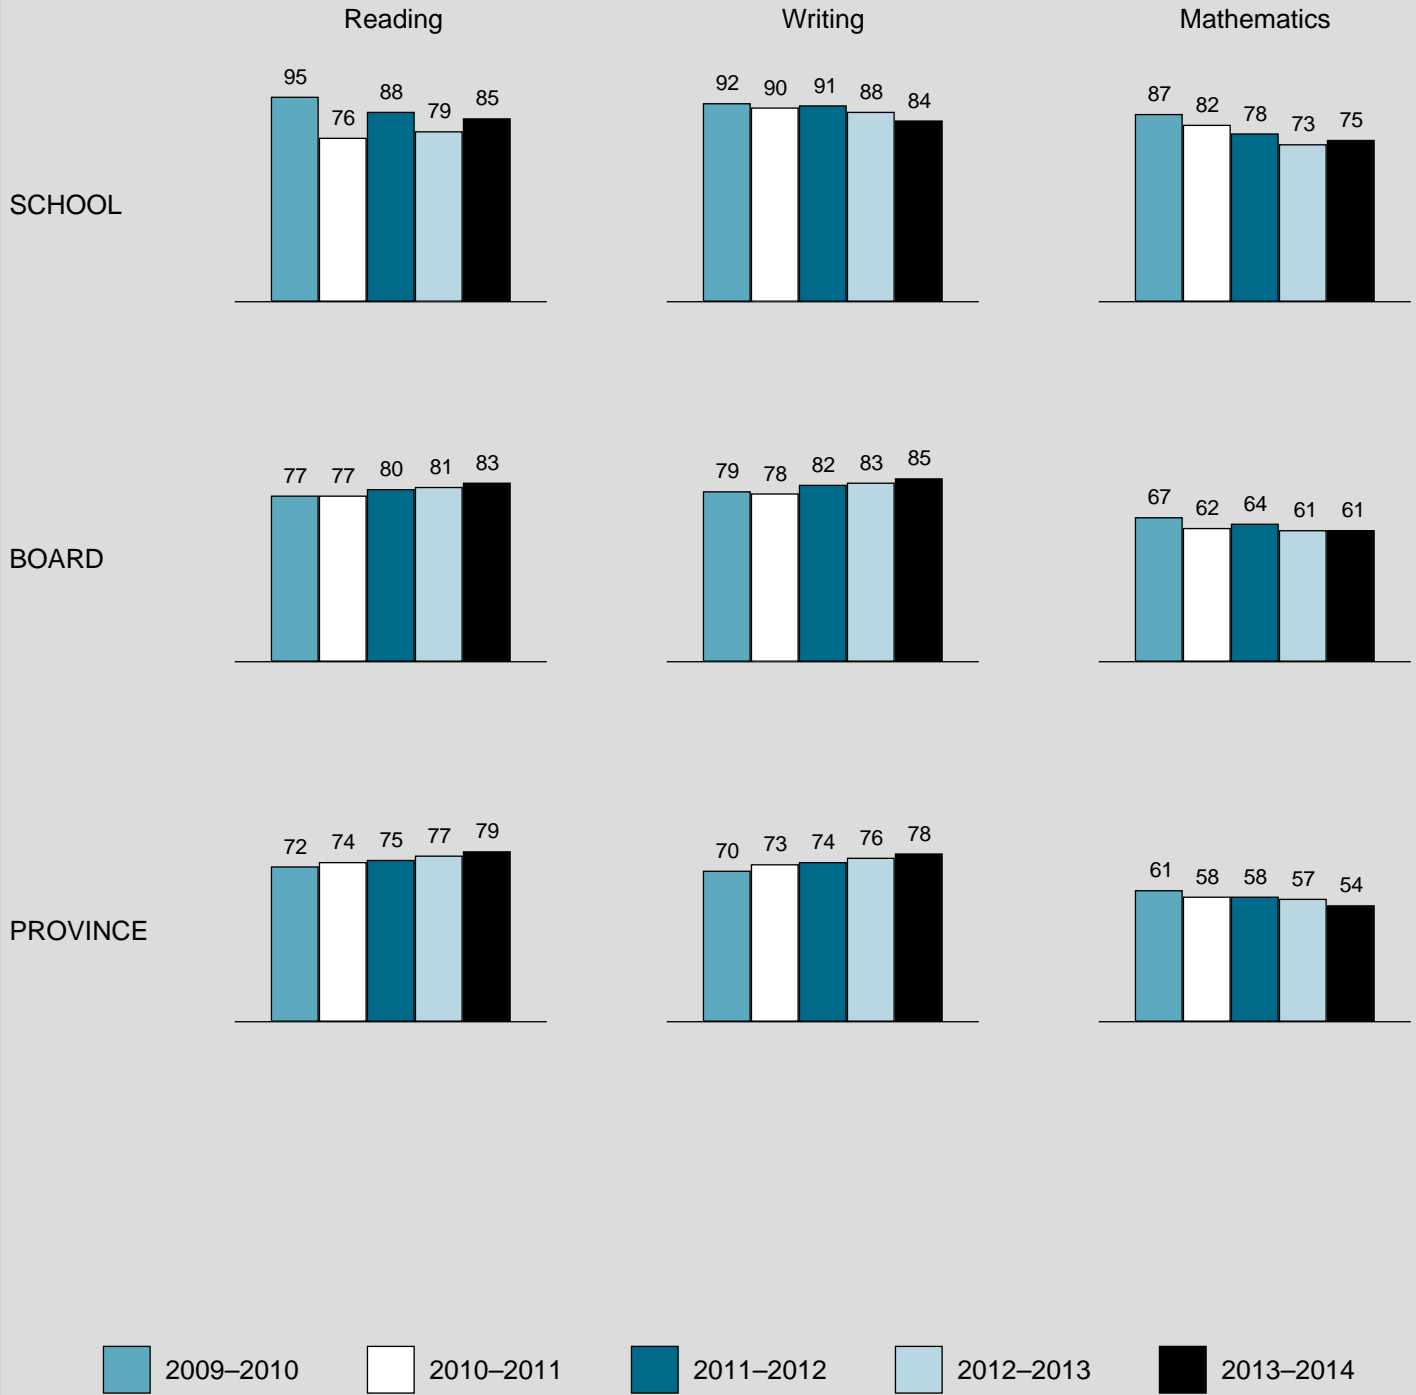 Reading Writing Mathematics
95 76 88 79 85 92 90 91 88 84 87 82 78 73 75
SCHOOL
77 77 80 81 83 79 78 82 83 85 67 62 64 61 61
BOARD
72 74 75 77 79 70 73 74 76 78 61 58 58 57 54
PROVINCE
2009–2010 2010–2011 2011–2012 2012–2013 2013–2014